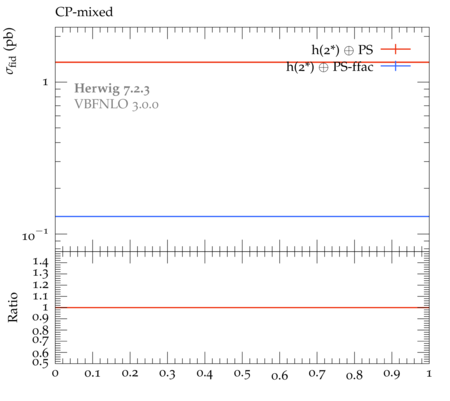 CP-mixed
σfid (pb)
h(2*) ⊕ PS
h(2*) ⊕ PS-ffac
1
Herwig 7.2.3
VBFNLO 3.0.0
10⁻¹
Ratio
1.4
1.3
1.2
1.1
1
0.9
0.8
0.7
0.6
0.5
0 0.1 0.2 0.3 0.4 0.5 0.6 0.7 0.8 0.9 1